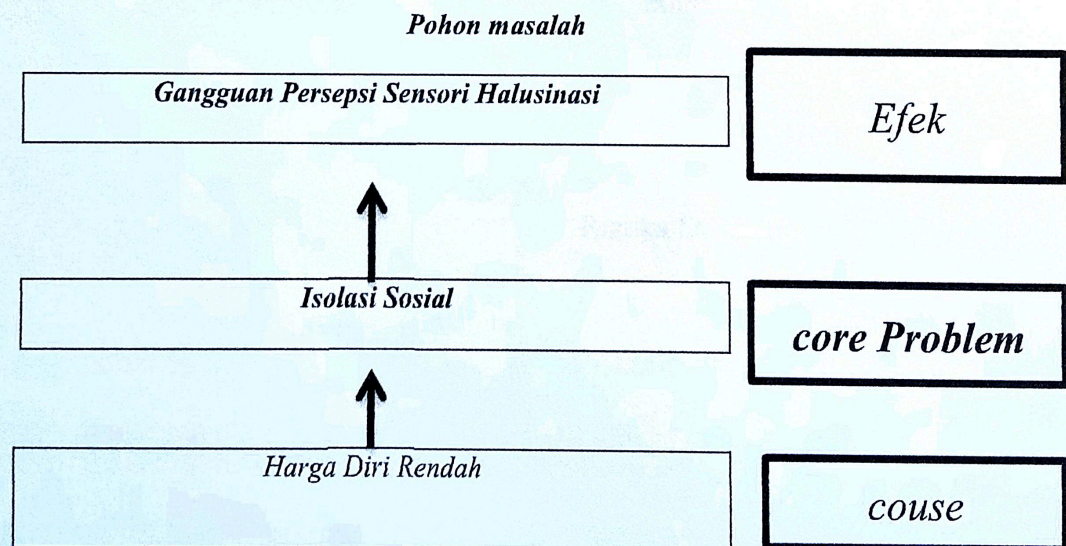 Pohon masalah
Gangguan Persepsi Sensori Halusinasi
Efek
Isolasi Sosial
core Problem
Harga Diri Rendah
couse